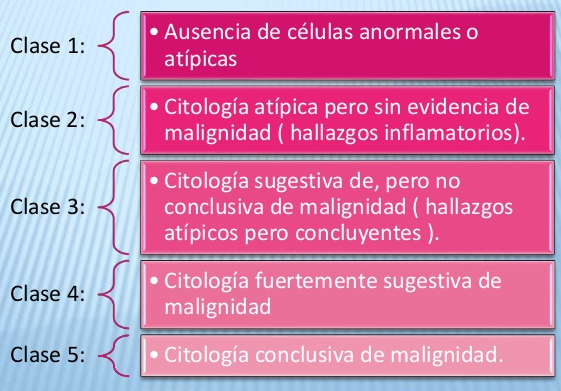 Clase 1:
• Ausencia de células anormales o
atípicas
Clase 2:
• Citología atípica pero sin evidencia de
malignidad ( hallazgos inflamatorios).
Clase 3:
• Citología sugestiva de, pero no
conclusiva de malignidad ( hallazgos
atípicos pero concluyentes ).
Clase 4:
• Citología fuertemente sugestiva de
malignidad
Clase 5:
• Citología conclusiva de malignidad.